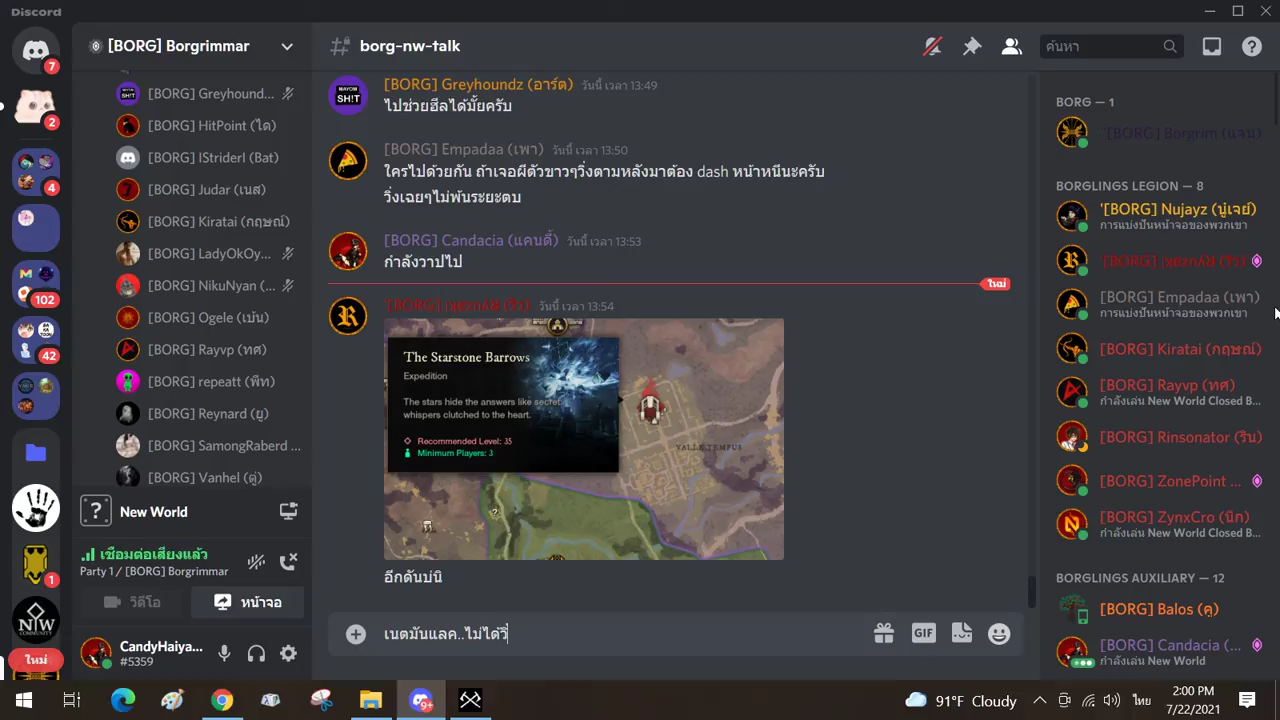 Discord
[BORG] Borgrimmar
borg-nw-talk
ค้นหา
7
2
4
102
42
1
ใหม่
[BORG] Greyhound...
[BORG] HitPoint (ได)
[BORG] IStriderI (Bat)
[BORG] Judar (เนส)
[BORG] Kiratai (กฤษณ์)
[BORG] LadyOkOy...
[BORG] NikuNyan (...
[BORG] Ogele (เบ้น)
[BORG] Rayvp (ทศ)
[BORG] repeatt (พีท)
[BORG] Reynard (ยู)
[BORG] SamongRaberd ...
[BORG] Vanhel (ตู่)
New World
เชื่อมต่อเสียงแล้ว
Party 1 / [BORG] Borgrimmar
วิดีโอ
หน้าจอ
CandyHaiya...
#5359
MAYOR SH!T
[BORG] Greyhoundz (อาร์ต) วันนี้ เวลา 13:49
ไปช่วยฮีลได้มั้ยครับ
[BORG] Empadaa (เพา) วันนี้ เวลา 13:50
ใครไปด้วยกัน ถ้าเจอผีตัวขาวๆวิ่งตามหลังมาต้อง dash หน้าหนีนะครับ
วิ่งเฉยๆไม่พ้นระยะตบ
[BORG] Candacia (แคนดี้) วันนี้ เวลา 13:53
กำลังวาปไป
ใหม่
วันนี้ เวลา 13:54
The Starstone Barrows
Expedition
The stars hide the answers like secret
whispers clutched to the heart.
Recommended Level: 35
Minimum Players: 3
VALLE TEMPUS
อีกดันบ่นิ
เนตมันแลค..ไม่ได้วิ่
GIF
BORG — 1
'[BORG] Borgrim (แลม)
BORGLINGS LEGION — 8
'[BORG] Nujayz (นู๋เจย์)
การแบ่งปันหน้าจอของพวกเขา
[BORG] Empadaa (เพา)
การแบ่งปันหน้าจอของพวกเขา
[BORG] Kiratai (กฤษณ์)
[BORG] Rayvp (ทศ)
กำลังเล่น New World Closed B...
[BORG] Rinsonator (ริน)
[BORG] ZonePoint ...
[BORG] ZynxCro (นิก)
กำลังเล่น New World Closed B...
BORGLINGS AUXILIARY — 12
[BORG] Balos (คุ)
[BORG] Candacia (...
กำลังเล่น New World
9+
91°F Cloudy
ไทย
2:00 PM
7/22/2021